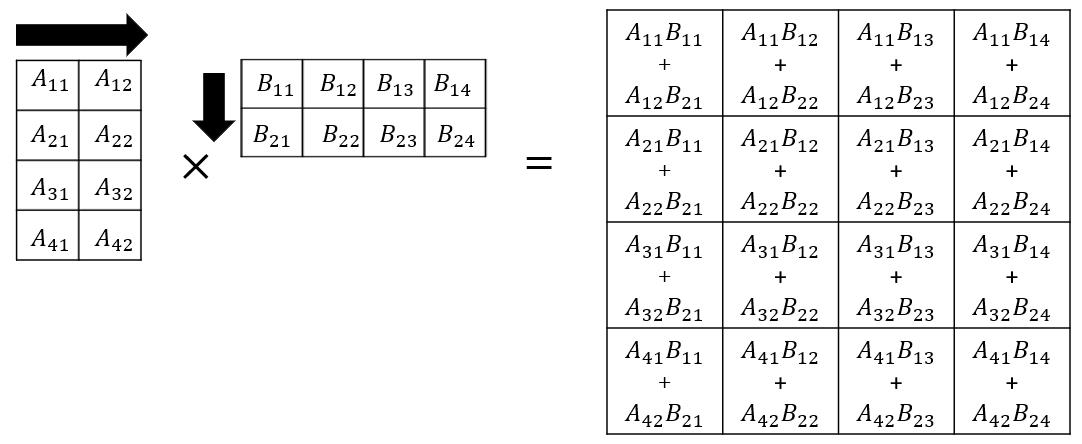 A₁₁ A₁₂
A₂₁ A₂₂
A₃₁ A₃₂
A₄₁ A₄₂
×
B₁₁ B₁₂ B₁₃ B₁₄
B₂₁ B₂₂ B₂₃ B₂₄
=
A₁₁B₁₁ A₁₁B₁₂ A₁₁B₁₃ A₁₁B₁₄
+ + + +
A₁₂B₂₁ A₁₂B₂₂ A₁₂B₂₃ A₁₂B₂₄
A₂₁B₁₁ A₂₁B₁₂ A₂₁B₁₃ A₂₁B₁₄
+ + + +
A₂₂B₂₁ A₂₂B₂₂ A₂₂B₂₃ A₂₂B₂₄
A₃₁B₁₁ A₃₁B₁₂ A₃₁B₁₃ A₃₁B₁₄
+ + + +
A₃₂B₂₁ A₃₂B₂₂ A₃₂B₂₃ A₃₂B₂₄
A₄₁B₁₁ A₄₁B₁₂ A₄₁B₁₃ A₄₁B₁₄
+ + + +
A₄₂B₂₁ A₄₂B₂₂ A₄₂B₂₃ A₄₂B₂₄